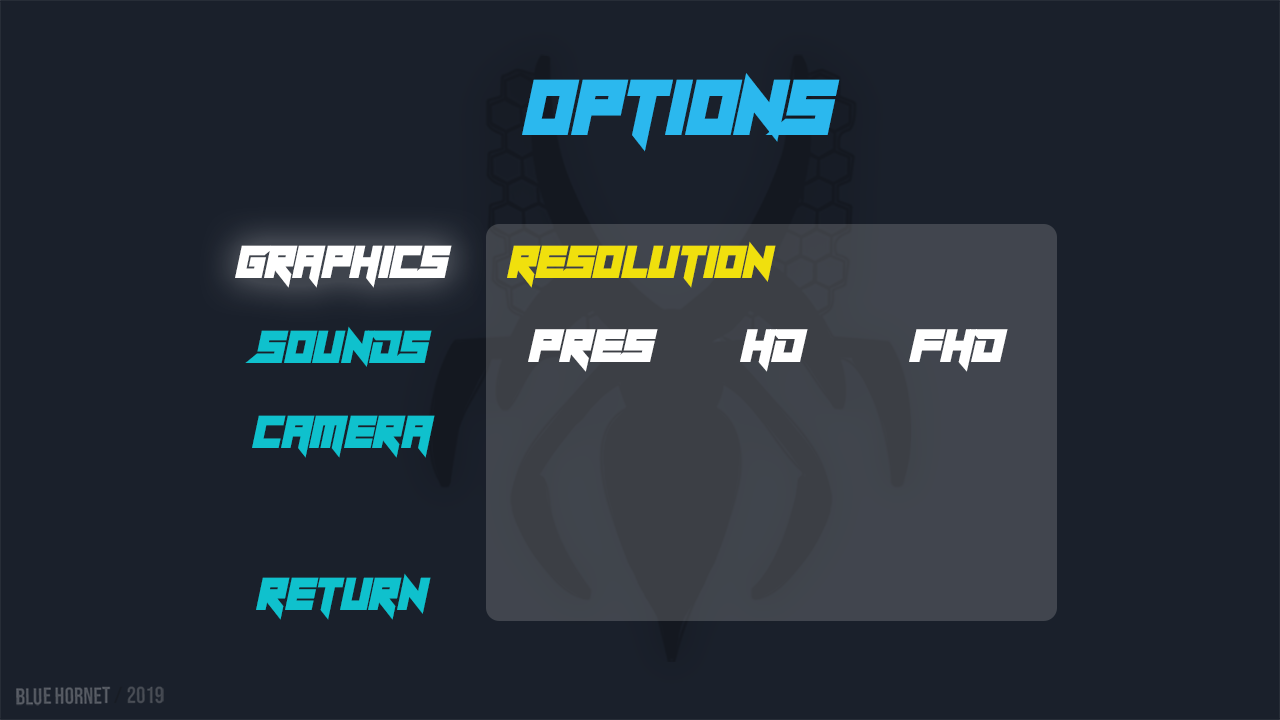 OPTIONS
GRAPHICS
RESOLUTION
SOUNDS
PRES HD FHD
CAMERA
RETURN
BLUE HORNET 2019